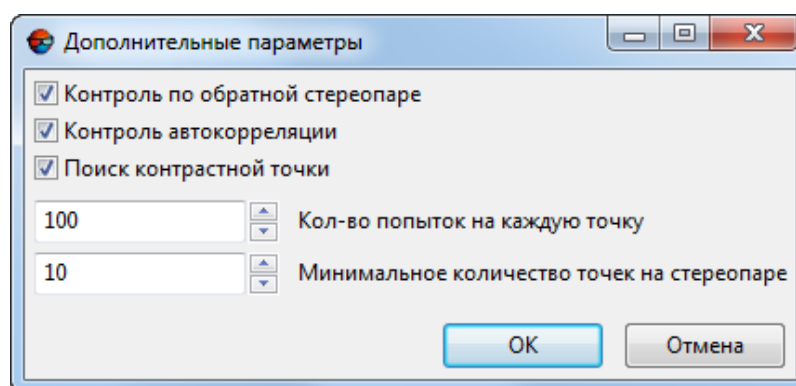 Дополнительные параметры
Контроль по обратной стереопаре
Контроль автокорреляции
Поиск контрастной точки
100 Кол-во попыток на каждую точку
10 Минимальное количество точек на стереопаре
OK Отмена